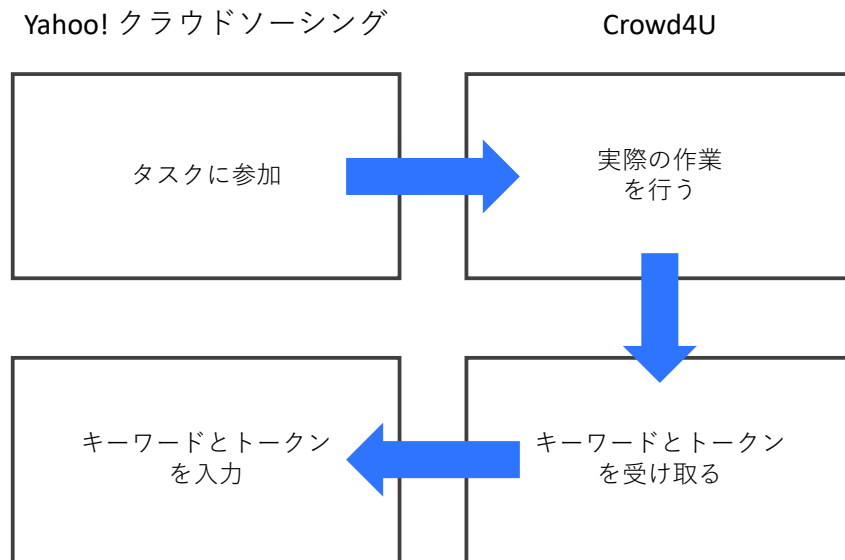 Yahoo! クラウドソーシング
Crowd4U
タスクに参加
実際の作業
を行う
キーワードとトークン
を入力
キーワードとトークン
を受け取る